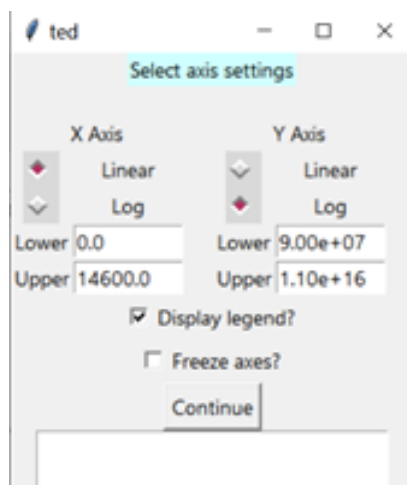 ted
Select axis settings
X Axis Y Axis
Linear Linear
Log Log
Lower 0.0 Lower 9.00e+07
Upper 14600.0 Upper 1.10e+16
Display legend?
Freeze axes?
Continue